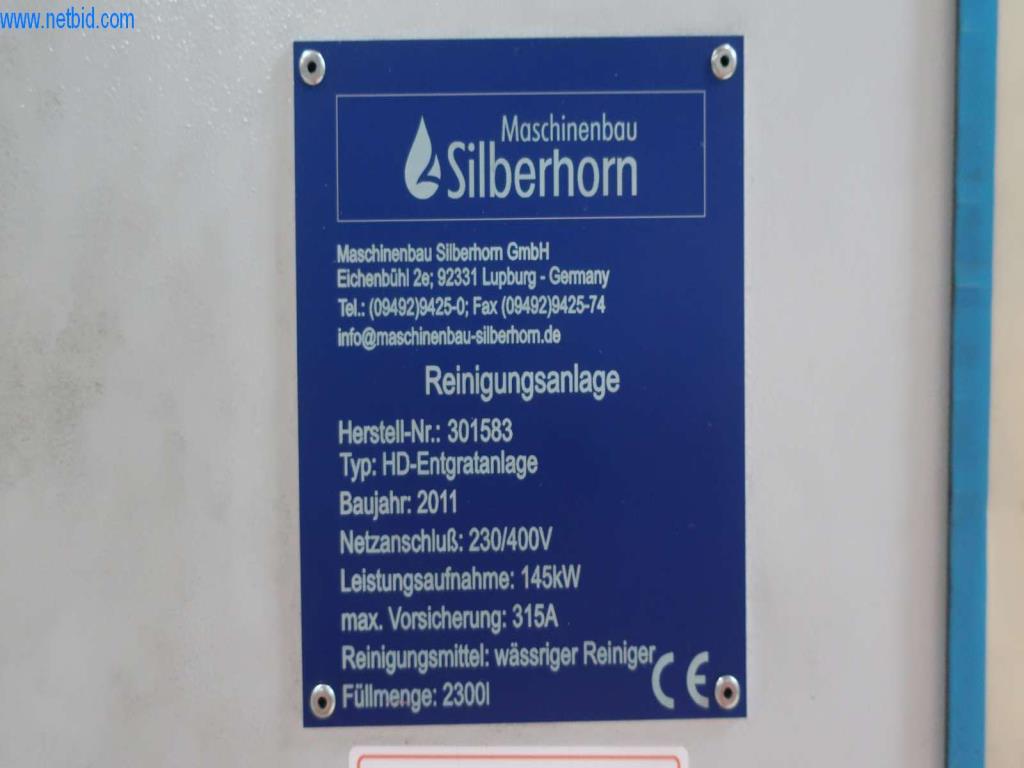 www.netbid.com
Maschinenbau
Silberhorn
Maschinenbau Silberhorn GmbH
Eichenbühl 2e; 92331 Lupburg - Germany
Tel.: (09492)9425-0; Fax (09492)9425-74
info@maschinenbau-silberhorn.de
Reinigungsanlage
Herstell-Nr.: 301583
Typ: HD-Entgratanlage
Baujahr: 2011
Netzanschluß: 230/400V
Leistungsaufnahme: 145kW
max. Vorsicherung: 315A
Reinigungsmittel: wässriger Reiniger
Füllmenge: 2300l
CE